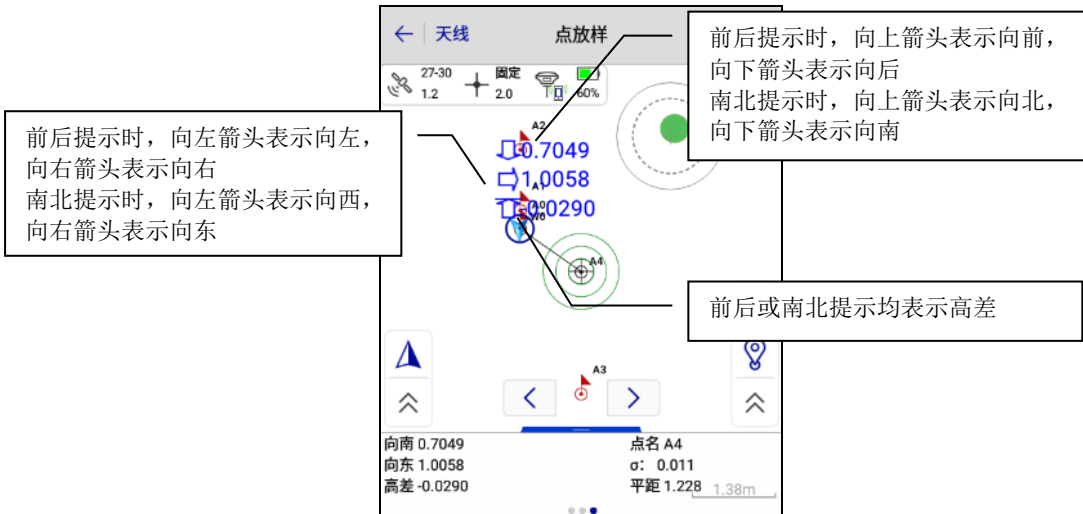 天线
点放样
27-30
1.2
固定
2.0
60%
前后提示时，向上箭头表示向前，
向下箭头表示向后
南北提示时，向上箭头表示向北，
向下箭头表示向南
前后提示时，向左箭头表示向左，
向右箭头表示向右
南北提示时，向左箭头表示向西，
向右箭头表示向东
A2
0.7049
1.0058
A1
-0.0290
A0
A4
前后或南北提示均表示高差
A3
向南 0.7049
点名 A4
向东 1.0058
σ： 0.011
高差 -0.0290
平距 1.228
1.38m